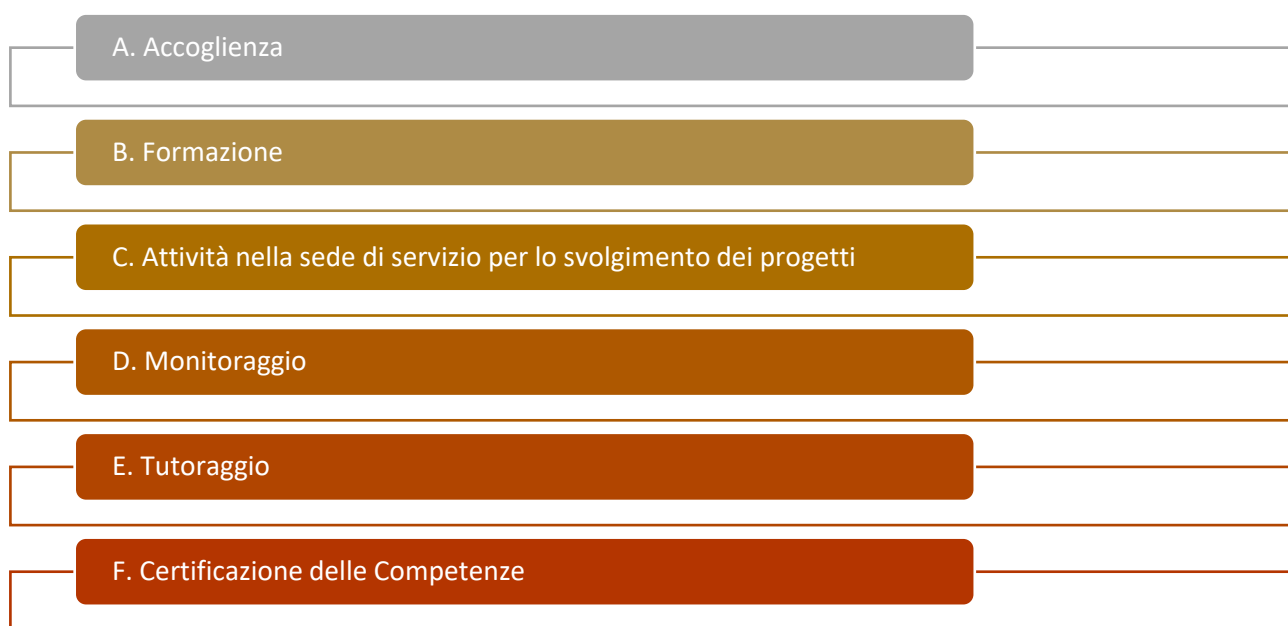 A. Accoglienza
B. Formazione
C. Attività nella sede di servizio per lo svolgimento dei progetti
D. Monitoraggio
E. Tutoraggio
F. Certificazione delle Competenze